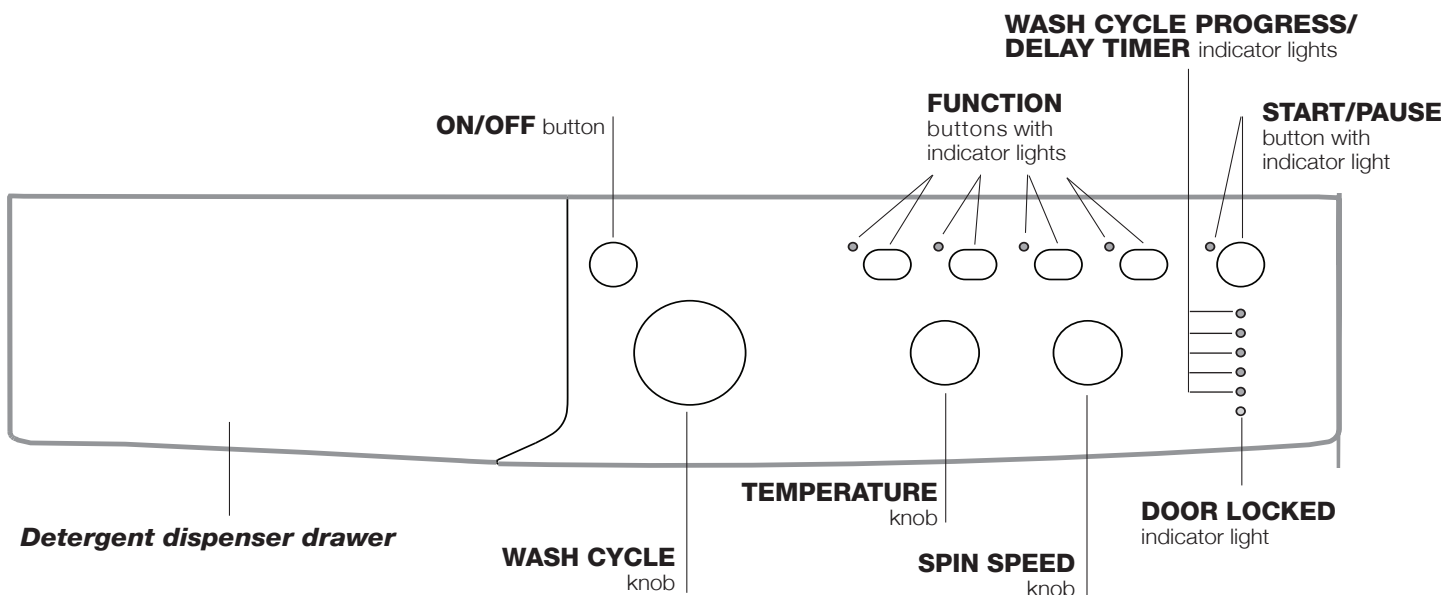 WASH CYCLE PROGRESS/
DELAY TIMER indicator lights
FUNCTION
buttons with
indicator lights
START/PAUSE
button with
indicator light
ON/OFF button
TEMPERATURE
knob
DOOR LOCKED
indicator light
Detergent dispenser drawer
WASH CYCLE
knob
SPIN SPEED
knob